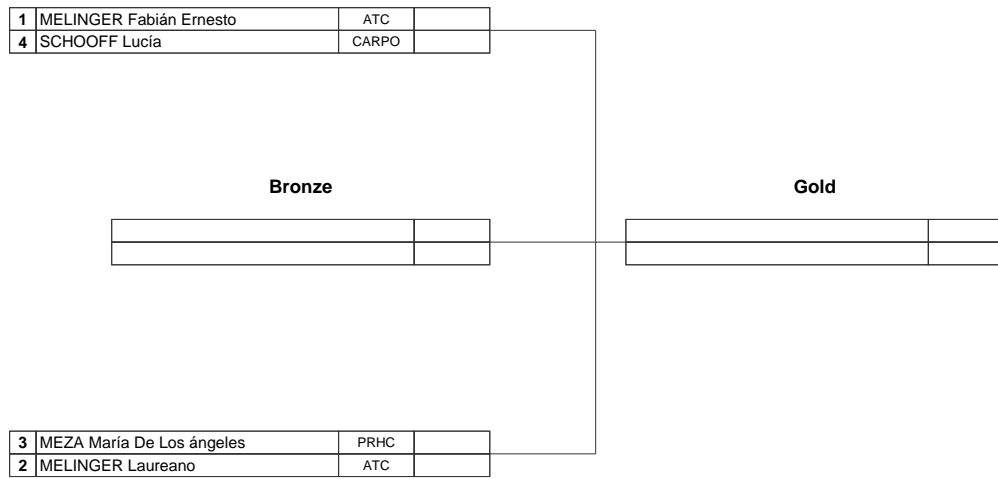 1 MELINGER Fabián Ernesto ATC
4 SCHOOFF Lucía CARPO
Bronze Gold
3 MEZA María De Los ángeles PRHC
2 MELINGER Laureano ATC